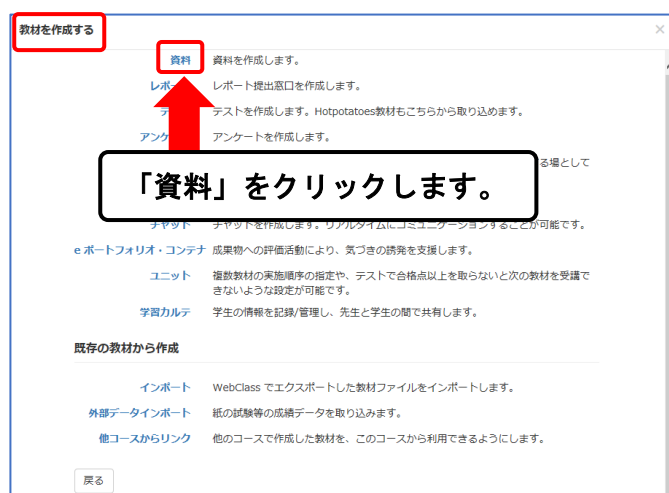 教材を作成する ×
資料 資料を作成します。
レポ レポート提出窓口を作成します。
テ テストを作成します。Hotpotatoes教材もこちらから取り込めます。
アンケ アンケートを作成します。
る場として
「資料」をクリックします。
チャット チャットを作成します。リアルタイムにコミュニケーションすることが可能です。
e ポートフォリオ・コンテナ 成果物への評価活動により、気づきの誘発を支援します。
ユニット 複数教材の実施順序の指定や、テストで合格点以上を取らないと次の教材を受講で
きないような設定が可能です。
学習カルテ 学生の情報を記録/管理し、先生と学生の間で共有します。
既存の教材から作成
インポート WebClass でエクスポートした教材ファイルをインポートします。
外部データインポート 紙の試験等の成績データを取り込みます。
他コースからリンク 他のコースで作成した教材を、このコースから利用できるようにします。
戻る